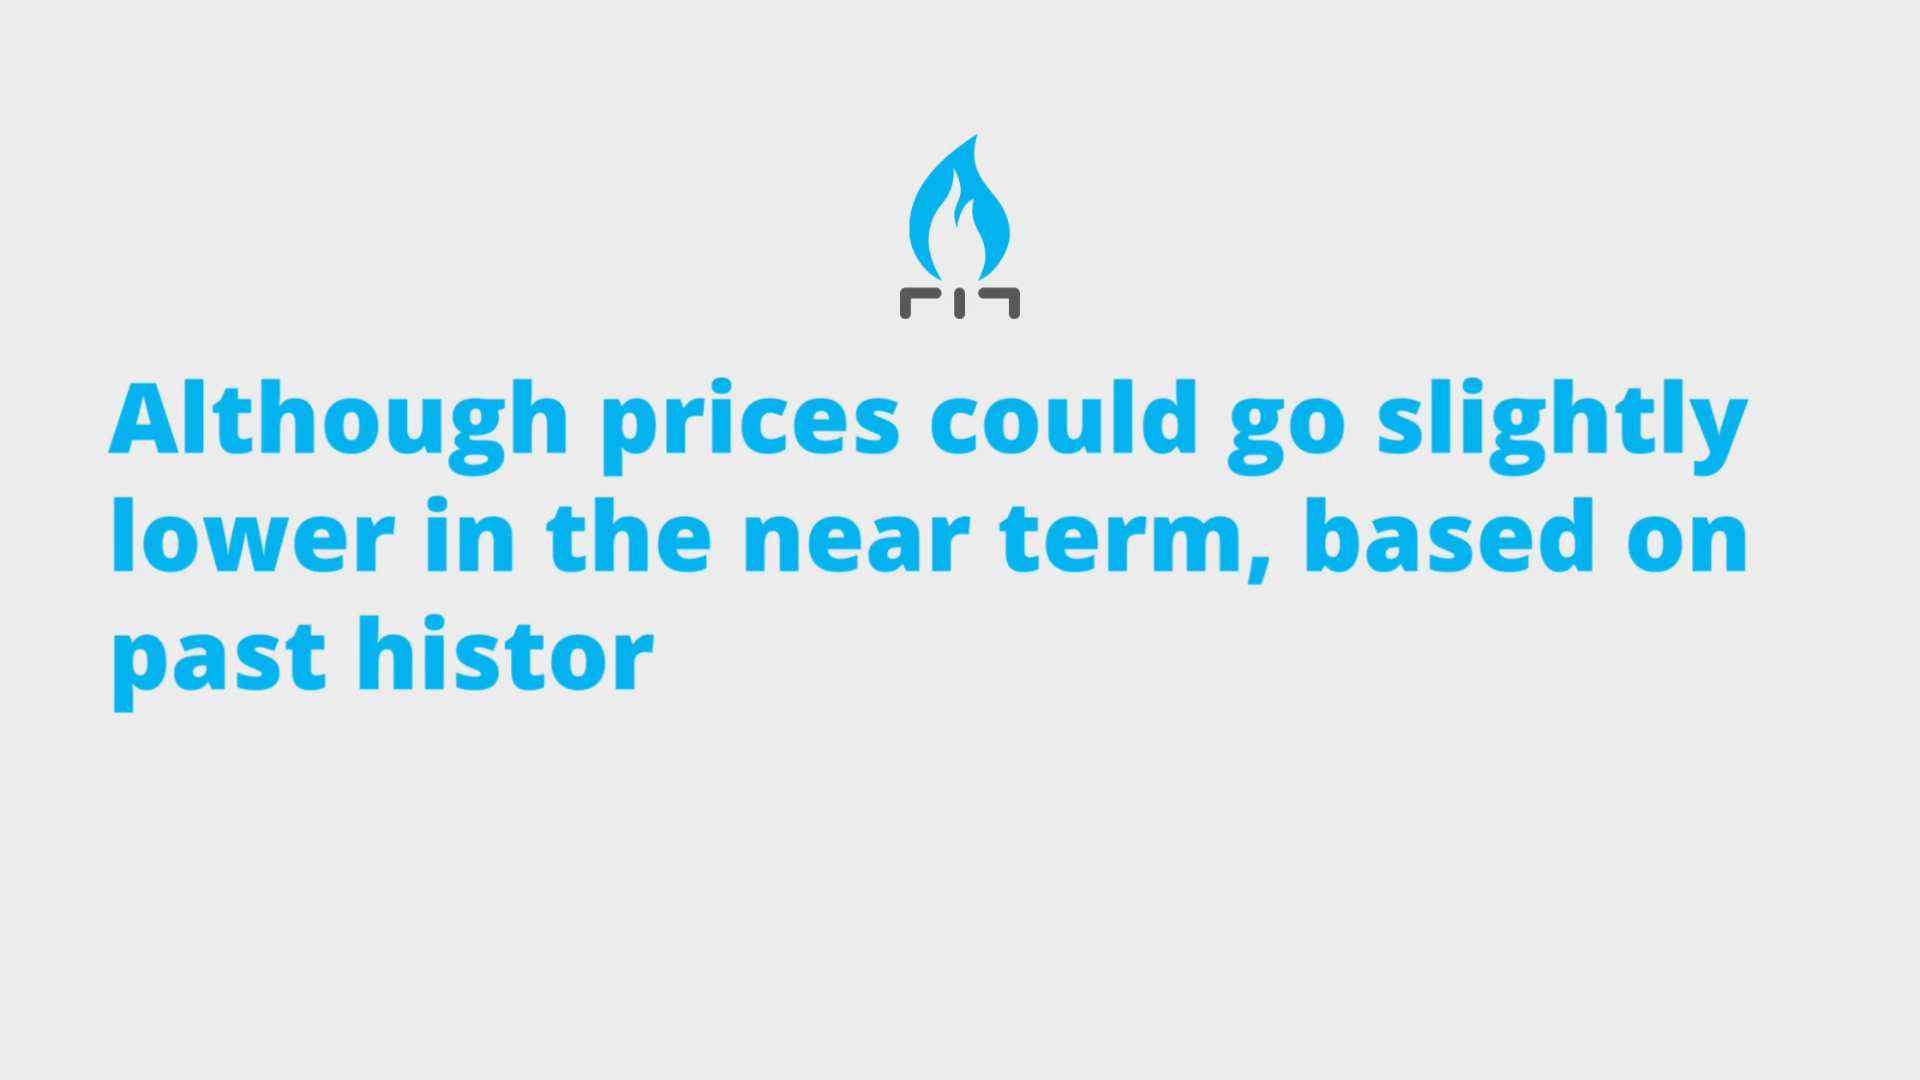 Although prices could go slightly
lower in the near term, based on
past histor